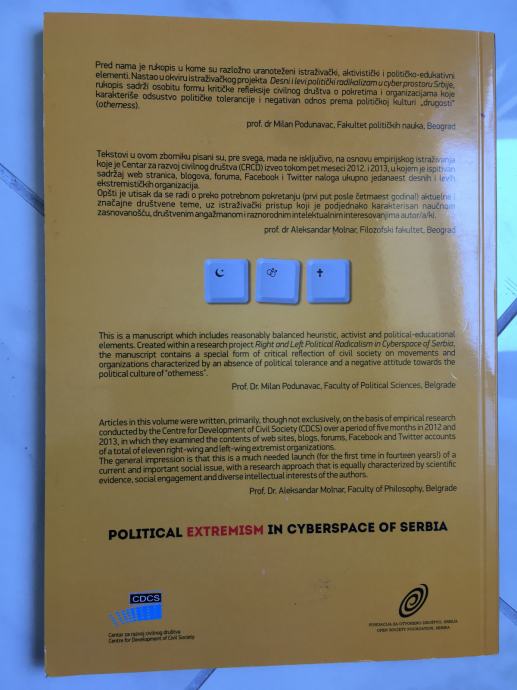 Pred nama je rukopis u kome su razložno uranoteženi istraživački, aktivistički i političko-edukativni
elementi. Nastao u okviru istraživačkog projekta Desni i levi politički radikalizam u cyber prostoru Srbije,
rukopis sadrži osobitu formu kritičke refleksije civilnog društva o pokretima i organizacijama koje
karakteriše odsustvo političke tolerancije i negativan odnos prema političkoj kulturi „drugosti"
(otherness).
prof. dr Milan Podunavac, Fakultet političkih nauka, Beograd
Tekstovi u ovom zborniku pisani su, pre svega, mada ne isključivo, na osnovu empirijskog istraživanja
koje je Centar za razvoj civilnog društva (CRCD) izveo tokom pet meseci 2012. i 2013, u kojem je ispitivan
sadržaj web stranica, blogova, foruma, Facebook i Twitter naloga ukupno jedanaest desnih i levih
ekstremističkih organizacija.
Opšti je utisak da se radi o preko potrebnom pokretanju (prvi put posle četrnaest godina!) aktuelne i
značajne društvene teme, uz istraživački pristup koji je podjednako karakterisan naučnom
zasnovanošću, društvenim angažmanom i raznorodnim intelektualnim interesovanjima autor/a/ki.
prof. dr Aleksandar Molnar, Filozofski fakultet, Beograd
This is a manuscript which includes reasonably balanced heuristic, activist and political-educational
elements. Created within a research project Right and Left Political Radicalism in Cyberspace of Serbia,
the manuscript contains a special form of critical reflection of civil society on movements and
organizations characterized by an absence of political tolerance and a negative attitude towards the
political culture of "otherness".
Prof. Dr. Milan Podunavac, Faculty of Political Sciences, Belgrade
Articles in this volume were written, primarily, though not exclusively, on the basis of empirical research
conducted by the Centre for Development of Civil Society (CDCS) over a period of five months in 2012 and
2013, in which they examined the contents of web sites, blogs, forums, Facebook and Twitter accounts
of a total of eleven right-wing and left-wing extremist organizations.
The general impression is that this is a much needed launch (for the first time in fourteen years!) of a
current and important social issue, with a research approach that is equally characterized by scientific
evidence, social engagement and diverse intellectual interests of the authors.
Prof. Dr. Aleksandar Molnar, Faculty of Philosophy, Belgrade
POLITICAL EXTREMISM IN CYBERSPACE OF SERBIA
CDCS
Centar za razvoj civilnog društva
Centre for Development of Civil Society
FONDACIJA ZA OTVORENO DRUŠTVO, SRBIJA
OPEN SOCIETY FOUNDATION, SERBIA